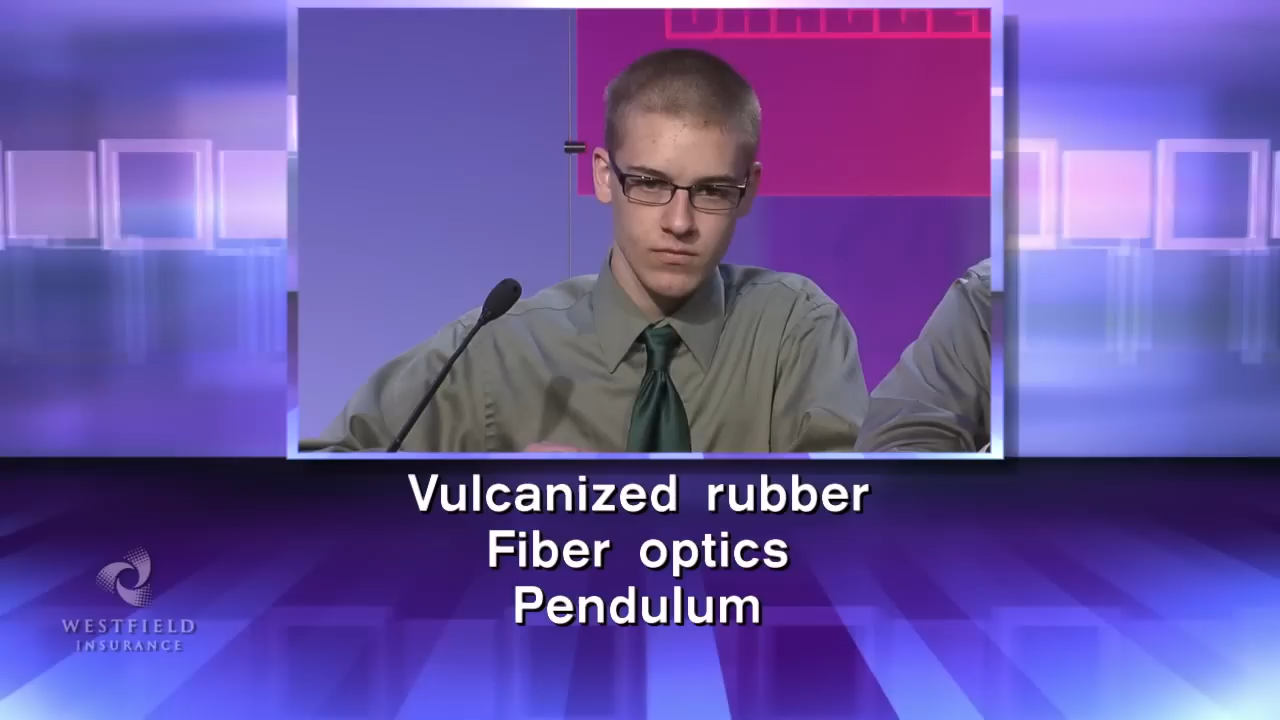 Vulcanized rubber
Fiber optics
Pendulum
WESTFIELD
INSURANCE